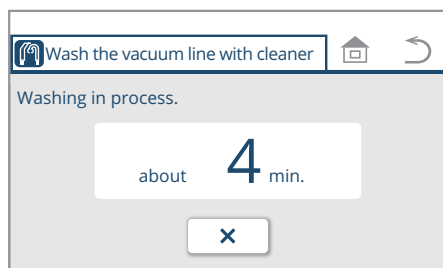 Wash the vacuum line with cleaner
Washing in process.
about 4 min.